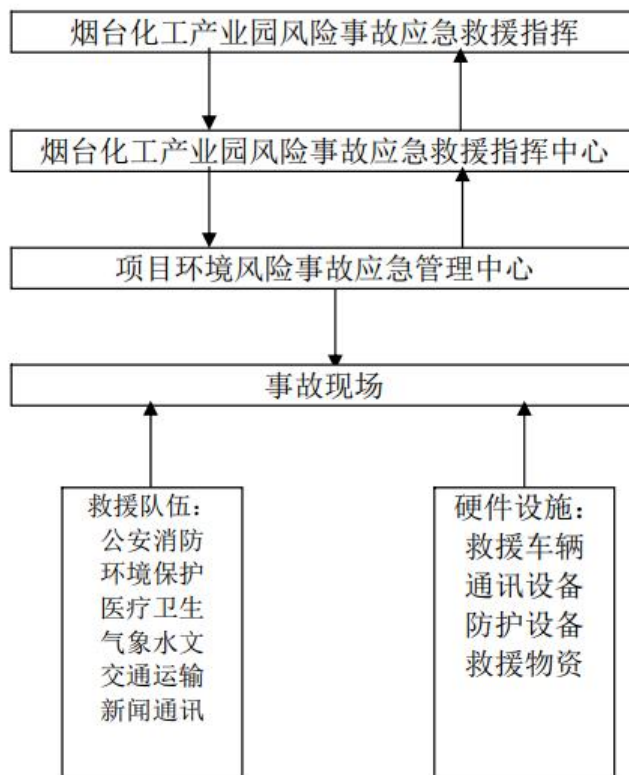 烟台化工产业园风险事故应急救援指挥
烟台化工产业园风险事故应急救援指挥中心
项目环境风险事故应急管理中心
事故现场
救援队伍：
公安消防
环境保护
医疗卫生
气象水文
交通运输
新闻通讯
硬件设施：
救援车辆
通讯设备
防护设备
救援物资